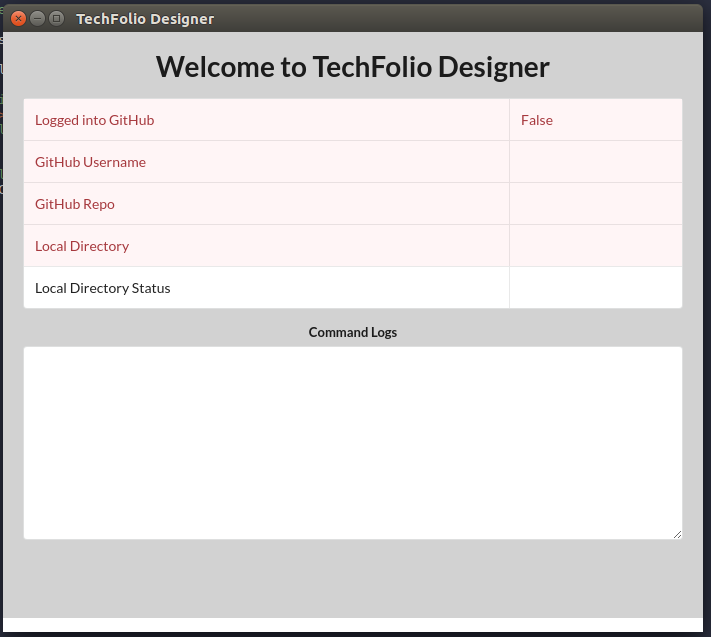 TechFolio Designer
Welcome to TechFolio Designer
Logged into GitHub False
GitHub Username
GitHub Repo
Local Directory
Local Directory Status
Command Logs